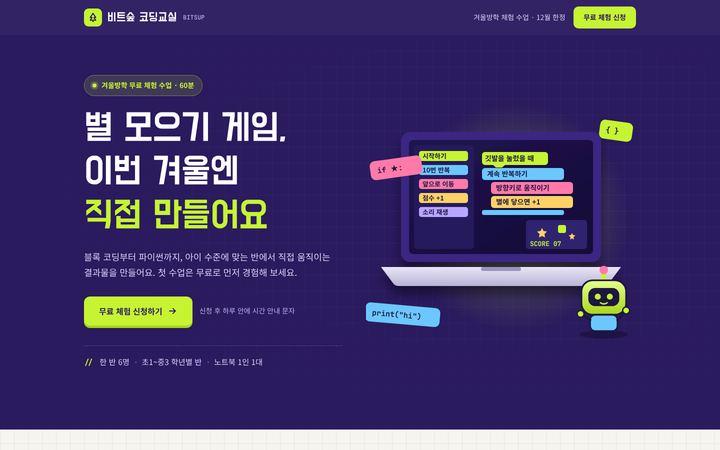 비트숲 코딩교실 BITSUP
겨울방학 체험 수업 · 12월 한정
무료 체험 신청
겨울방학 무료 체험 수업 · 60분
별 모으기 게임,
이번 겨울엔
직접 만들어요
블록 코딩부터 파이썬까지, 아이 수준에 맞는 반에서 직접 움직이는
결과물을 만들어요. 첫 수업은 무료로 먼저 경험해 보세요.
무료 체험 신청하기 →
신청 후 하루 안에 시간 안내 문자
// 한 반 6명 · 초1~중3 학년별 반 · 노트북 1인 1대
{ }
if ★:
시작하기
10번 반복
앞으로 이동
점수 +1
소리 재생
깃발을 눌렀을 때
계속 반복하기
방향키로 움직이기
별에 닿으면 +1
SCORE 07
print("hi")